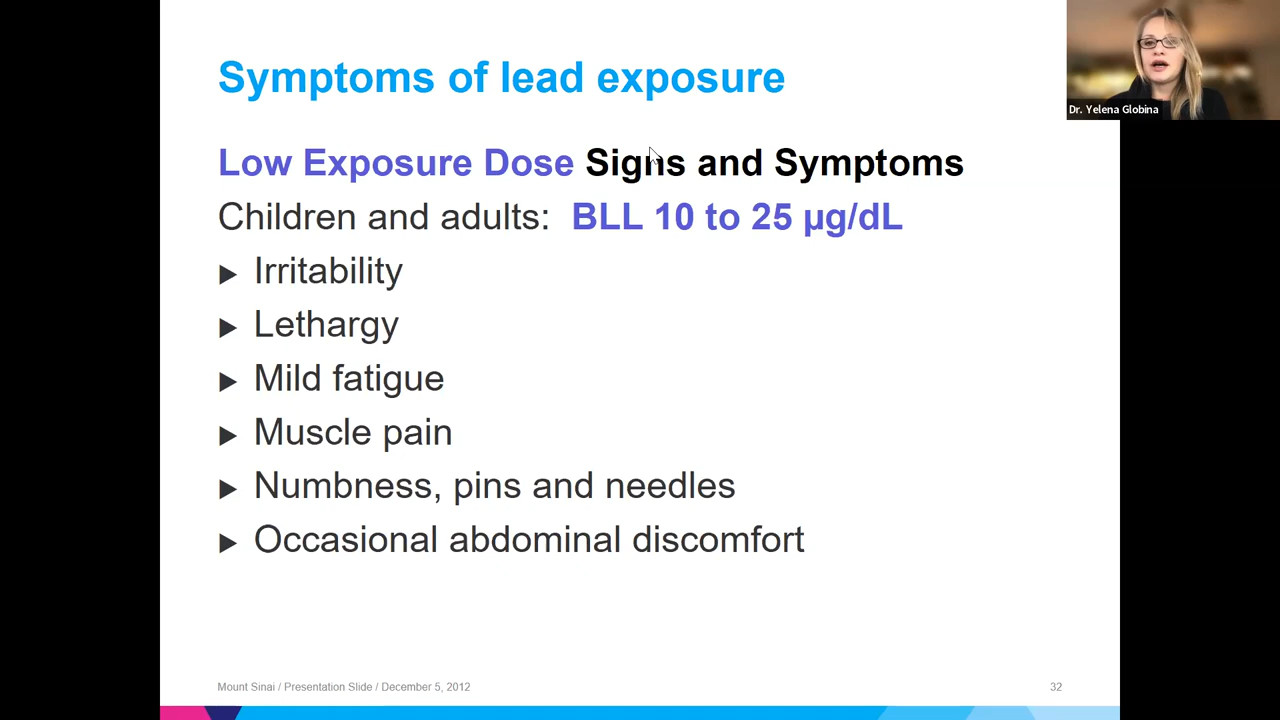 Symptoms of lead exposure
Dr. Yelena Globina
Low Exposure Dose Signs and Symptoms
Children and adults: BLL 10 to 25 µg/dL
► Irritability
► Lethargy
► Mild fatigue
► Muscle pain
► Numbness, pins and needles
► Occasional abdominal discomfort
Mount Sinai / Presentation Slide / December 5, 2012
32